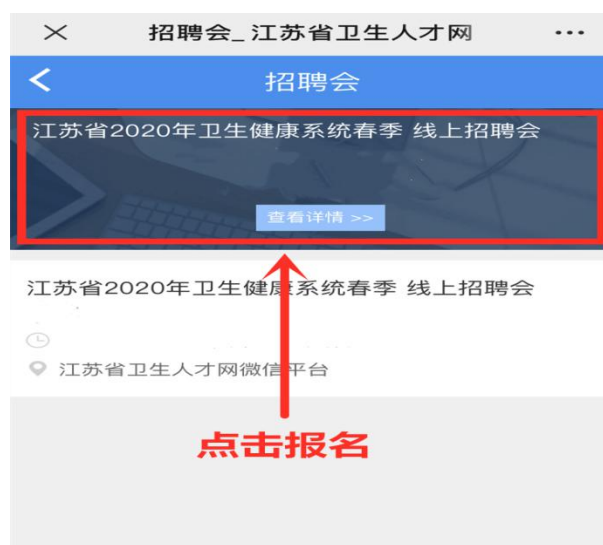 招聘会_江苏省卫生人才网
招聘会
江苏省2020年卫生健康系统春季 线上招聘会
查看详情 >>
江苏省2020年卫生健康系统春季 线上招聘会
江苏省卫生人才网微信平台
点击报名